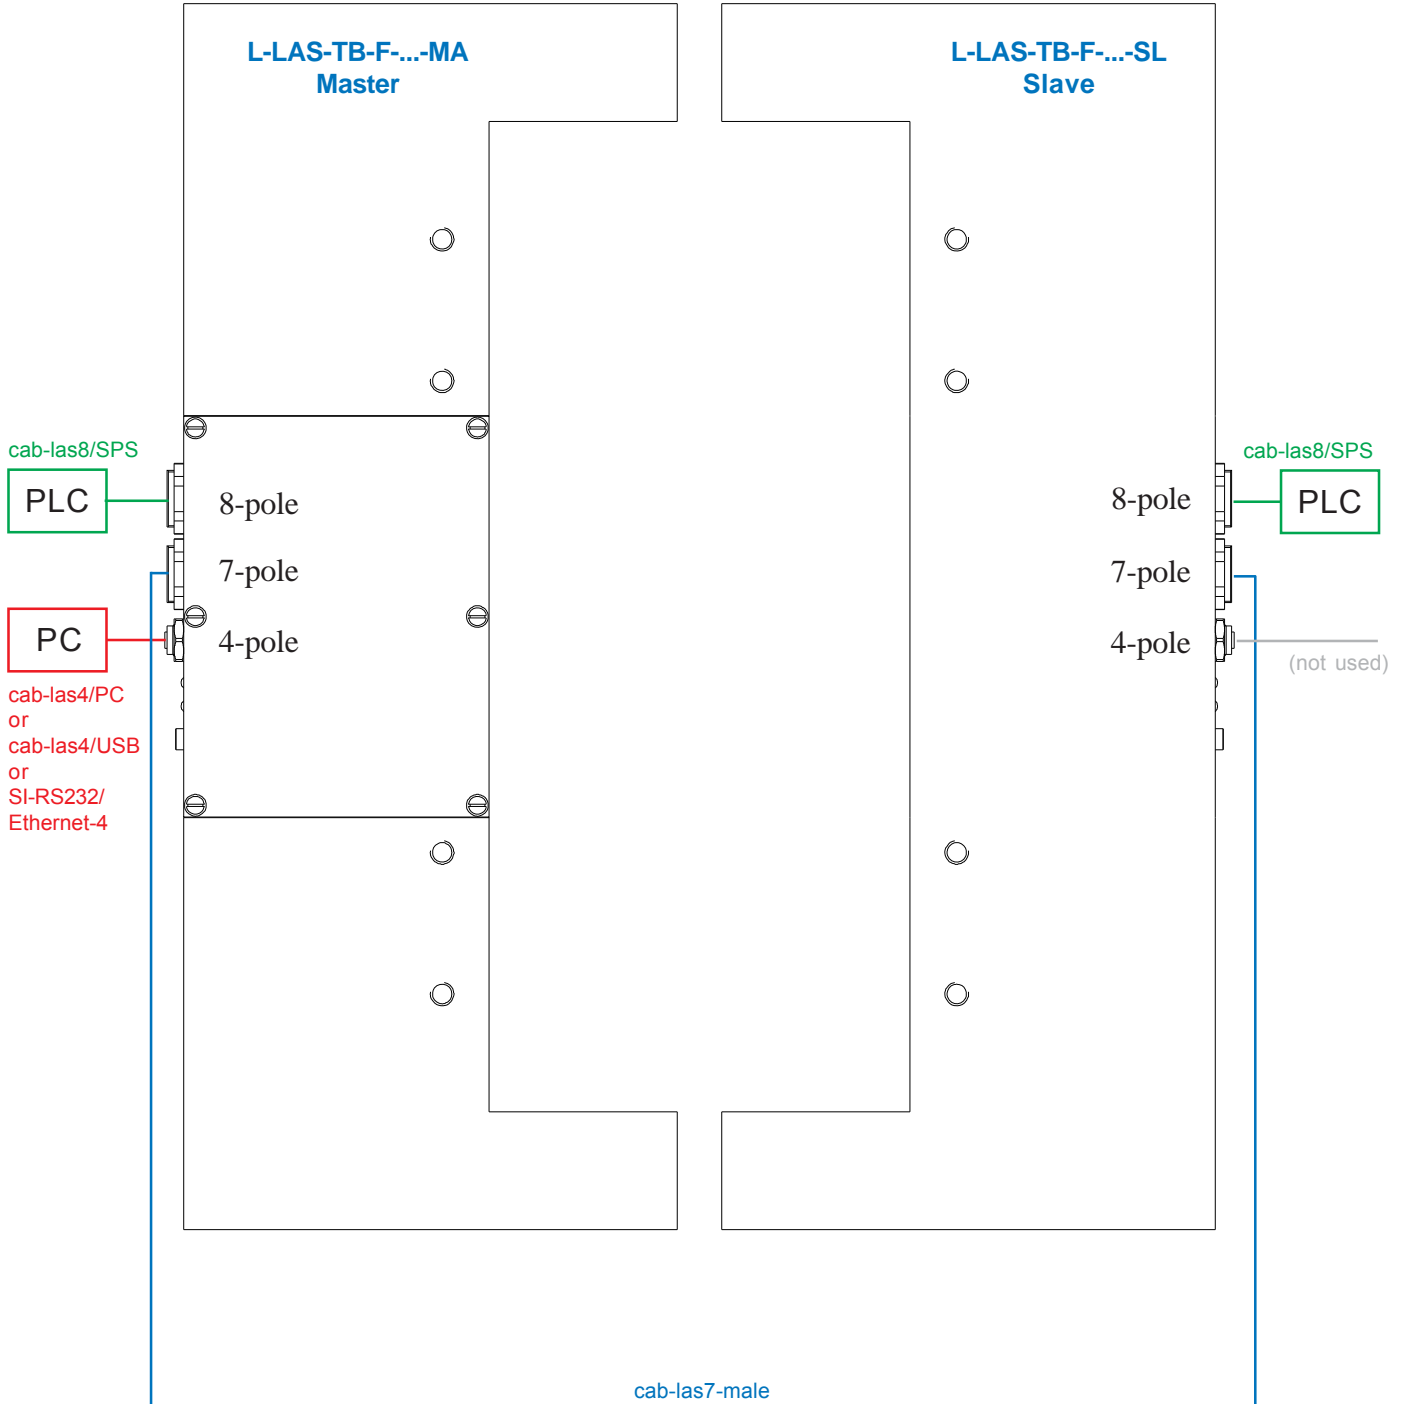 L-LAS-TB-F-...-MA
Master
L-LAS-TB-F-...-SL
Slave
cab-las8/SPS
PLC
8-pole
7-pole
4-pole
PC
cab-las4/PC
or
cab-las4/USB
or
SI-RS232/
Ethernet-4
8-pole
7-pole
4-pole
cab-las8/SPS
PLC
(not used)
cab-las7-male